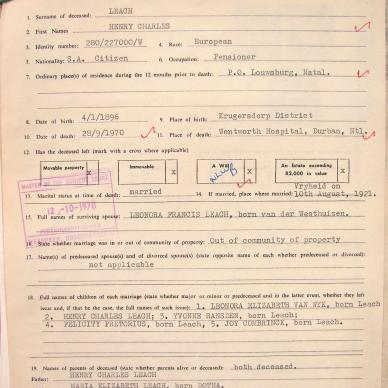 1. Surname of deceased: LEACH
2. First Names HENRY CHARLES
3. Identity number: 280/227000/W 4. Race: European
5. Nationality: S.A. Citizen 6. Occupation: Pensioner
7. Ordinary place(s) of residence during the 12 months prior to death: P.O. Louwsburg, Natal.
8. Date of birth: 4/1/1896 9. Place of birth: Krugersdorp District
10. Date of death: 28/9/1970 11. Place of death: Wentworth Hospital, Durban, Ntl.
12. Has the deceased left (mark with a cross where applicable)
Movable property X Immovable X A Will X An Estate exceeding R2,000 in value X
13. Marital status at time of death: married 14. If married, place where married: Vryheid on 10th August, 1921.
12 -10- 1970
15. Full name of surviving spouse: LEONORA FRANCIS LEACH, born van der Westhuizen.
16. State whether marriage was in or out of community of property: Out of community of property
17. Name(s) of predeceased spouse(s) and of divorced spouse(s) (state opposite name of each whether predeceased or divorced):
not applicable
18. Full names of children of each marriage (state whether major or minor or predeceased and in the latter event, whether they left
issue and, if that be the case, the full names of such issue): 1. LEONORA ELIZABETH VAN WYK, born Leach
2. HENRY CHARLES LEACH; 3. YVONNE RAESDEN, born Leach;
4. FELICITY PRETORIUS, born Leach, 5. JOY COMBRINCK, born Leach.
19. Names of parents of deceased (state whether parents alive or deceased): both deceased.
Father: HENRY CHARLES LEACH
MARIA ELIZABETH LEACH, born BOTHA.